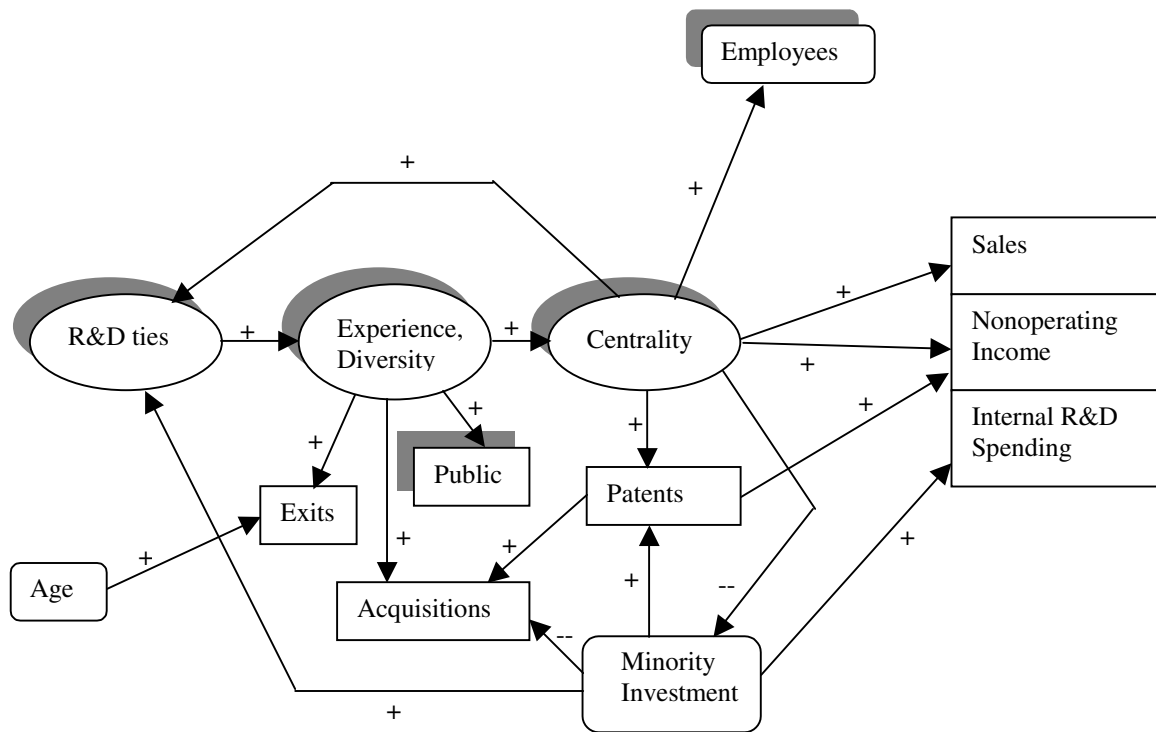 Employees
+
+
Sales
+
R&D ties
+
Experience,
Diversity
+
Centrality
+
Nonoperating
Income
+
+
+
+
Internal R&D
Spending
+
Public
Patents
Exits
+
+
+
+
Age
Acquisitions
+
--
--
Minority
Investment
+